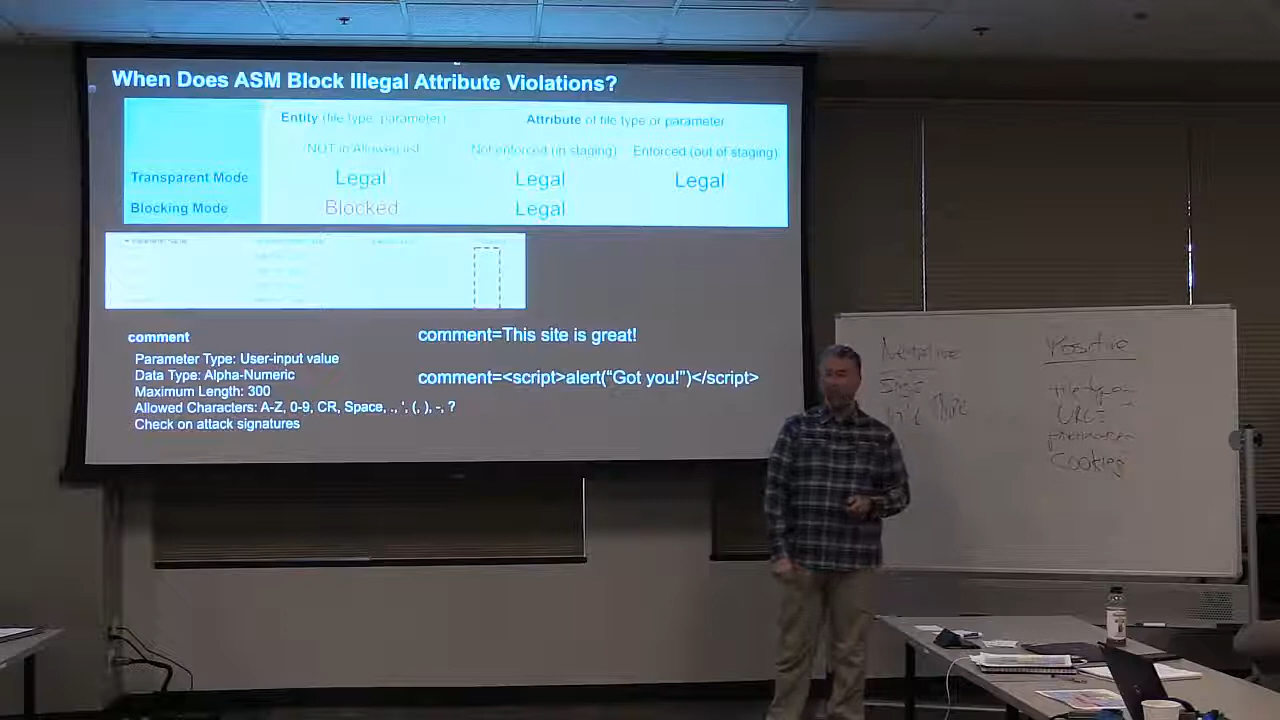 When Does ASM Block Illegal Attribute Violations?
Entity (file type, parameter) Attribute of file type or parameter
NOT in Allowed list Not enforced (in staging) Enforced (out of staging)
Transparent Mode Legal Legal Legal
Blocking Mode Blocked Legal
comment
Parameter Type: User-input value
Data Type: Alpha-Numeric
Maximum Length: 300
Allowed Characters: A-Z, 0-9, CR, Space, ., ', (, ), -, ?
Check on attack signatures
comment=This site is great!
comment=<script>alert(“Got you!”)</script>
Negative
Sigs
Positive
file types
URLs
parameters
Cookies